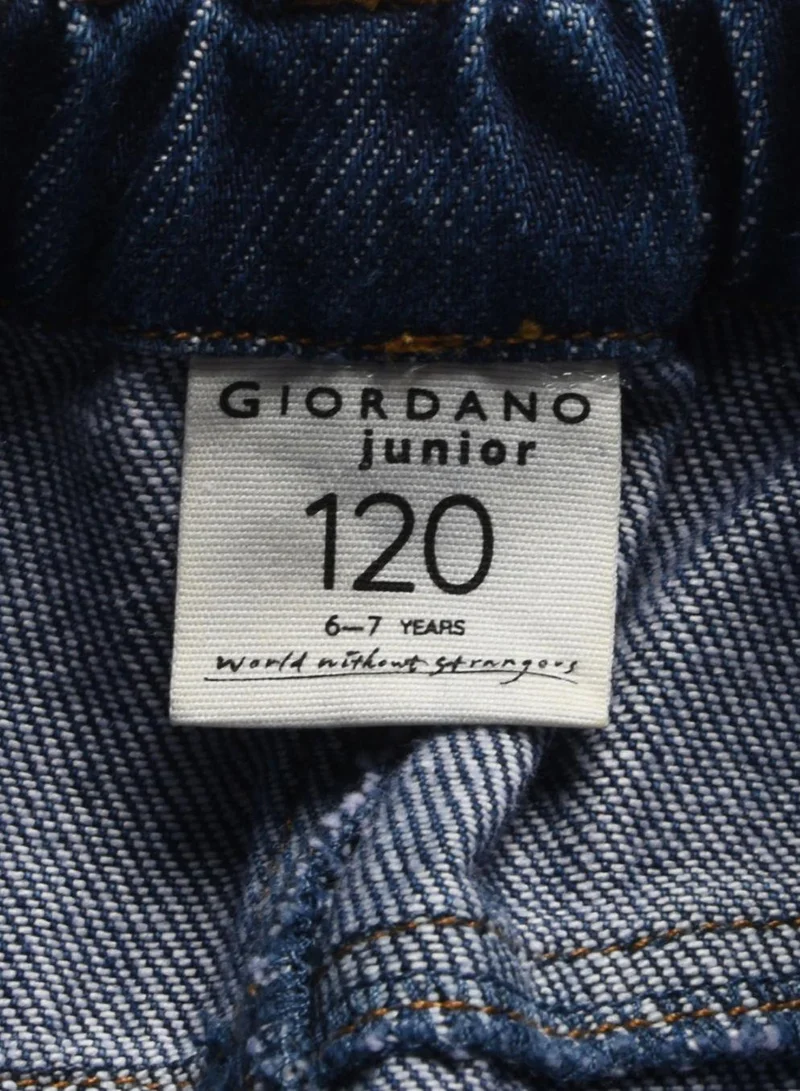 GIORDANO
junior
120
6–7 YEARS
World without strangers